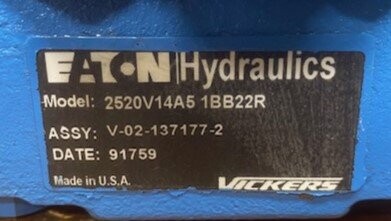 EATON Hydraulics
Model: 2520V14A5 1BB22R
ASSY: V-02-137177-2
DATE: 91759
Made in U.S.A. VICKERS